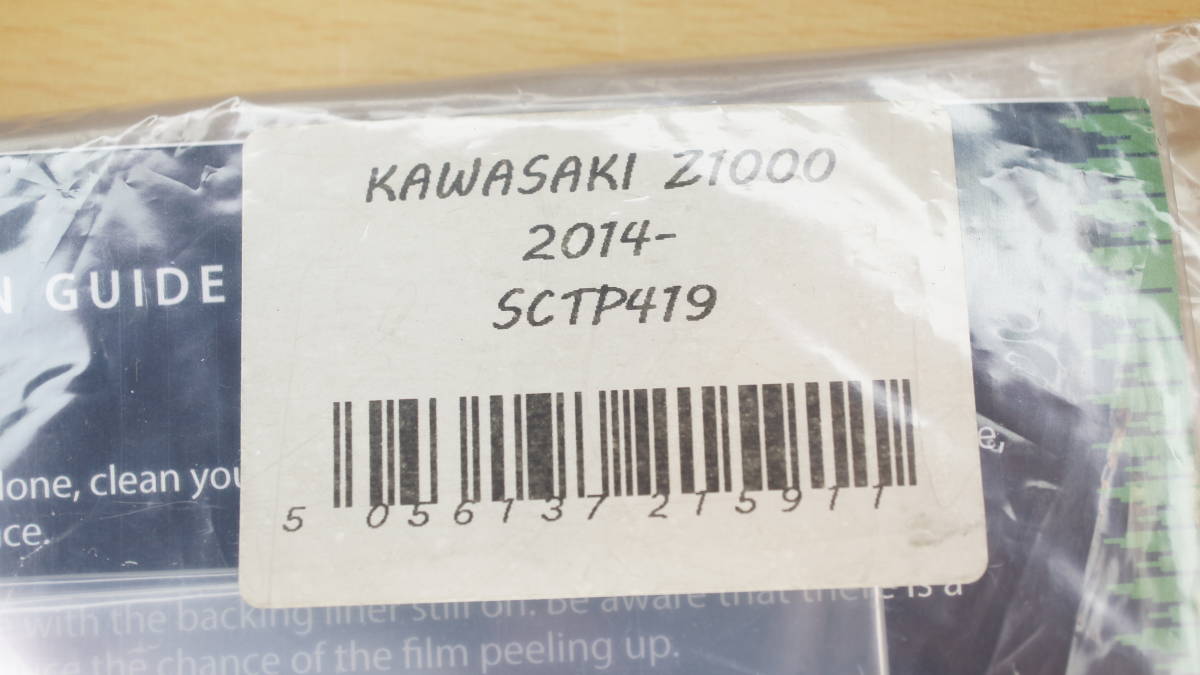 KAWASAKI Z1000
2014-
SCTP419
N GUIDE
lone, clean you
e,
ce.
5 056137 215911
with the backing liner still on. Be aware that there is a
the chance of the film peeling up.